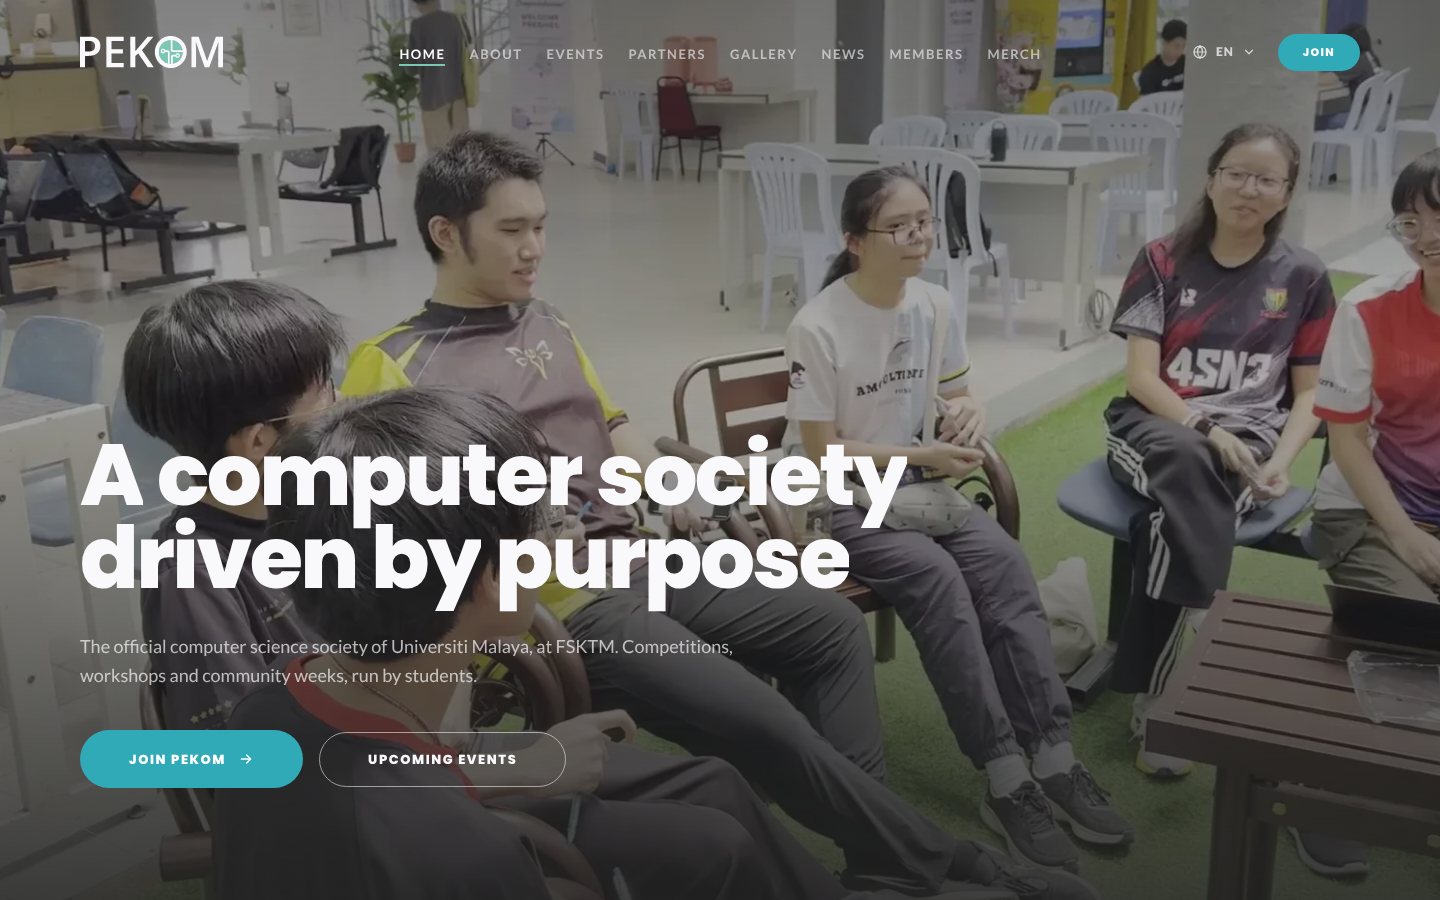 PEKOM
HOME ABOUT EVENTS PARTNERS GALLERY NEWS MEMBERS MERCH
EN
JOIN
WELCOME
4SN3
A computer society
driven by purpose
The official computer science society of Universiti Malaya, at FSKTM. Competitions,
workshops and community weeks, run by students.
JOIN PEKOM
UPCOMING EVENTS